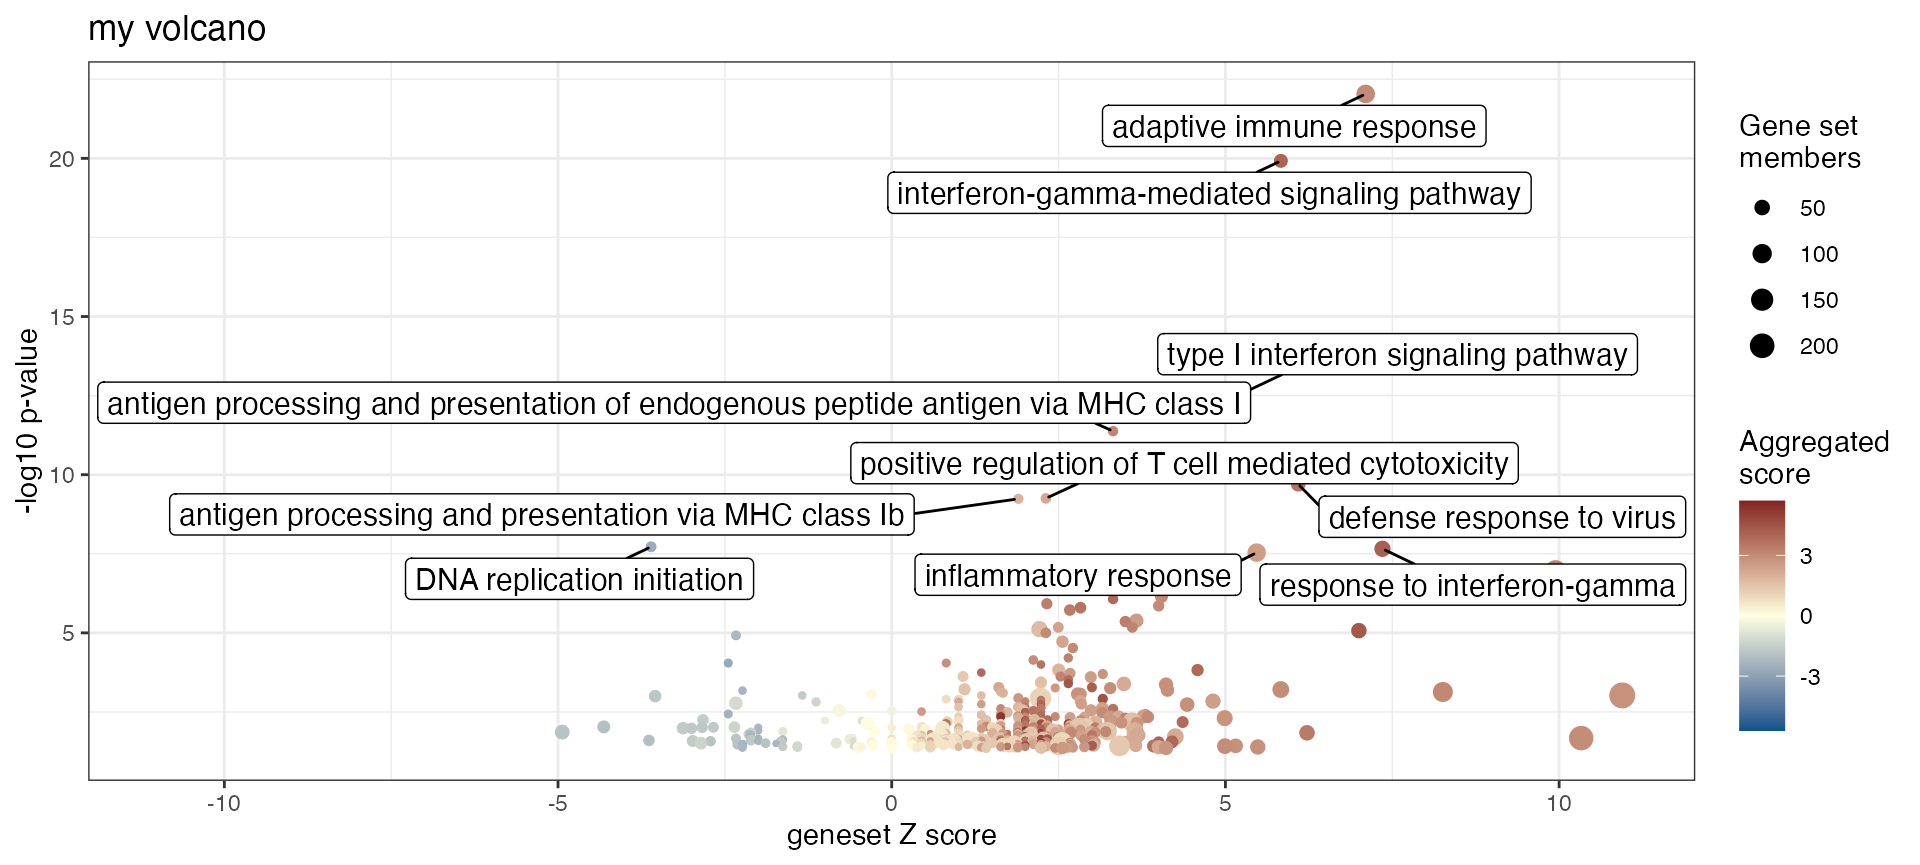 my volcano
adaptive immune response
interferon-gamma-mediated signaling pathway
type I interferon signaling pathway
antigen processing and presentation of endogenous peptide antigen via MHC class I
positive regulation of T cell mediated cytotoxicity
antigen processing and presentation via MHC class Ib
defense response to virus
DNA replication initiation
inflammatory response
response to interferon-gamma
-log10 p-value
20
15
10
5
-10
-5
0
5
10
geneset Z score
Gene set
members
50
100
150
200
Aggregated
score
3
0
-3